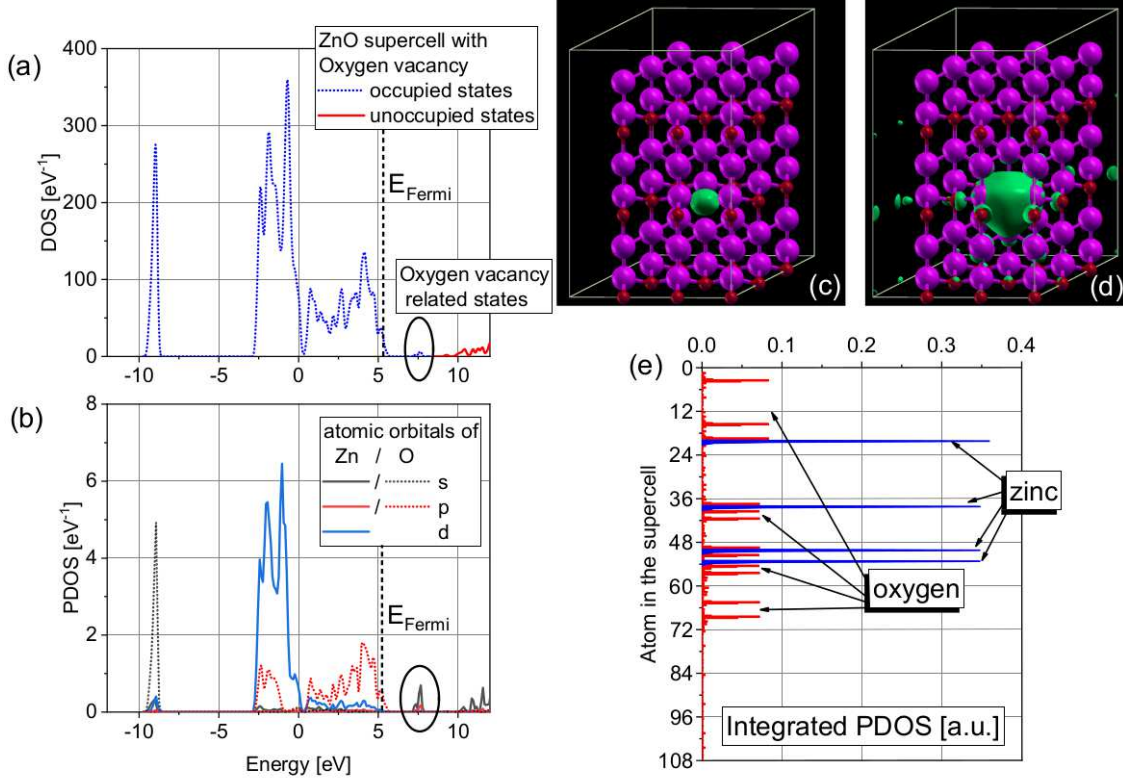 (a)
400
300
200
100
0
DOS [eV⁻¹]
ZnO supercell with
Oxygen vacancy
occupied states
unoccupied states
E_Fermi
Oxygen vacancy
related states
-10 -5 0 5 10
(b)
8
6
4
2
0
PDOS [eV⁻¹]
atomic orbitals of
Zn / O
/ s
/ p
d
E_Fermi
-10 -5 0 5 10
Energy [eV]
(c)
(d)
(e)
0.0 0.1 0.2 0.3 0.4
0
12
24
36
48
60
72
84
96
108
Atom in the supercell
zinc
oxygen
Integrated PDOS [a.u.]